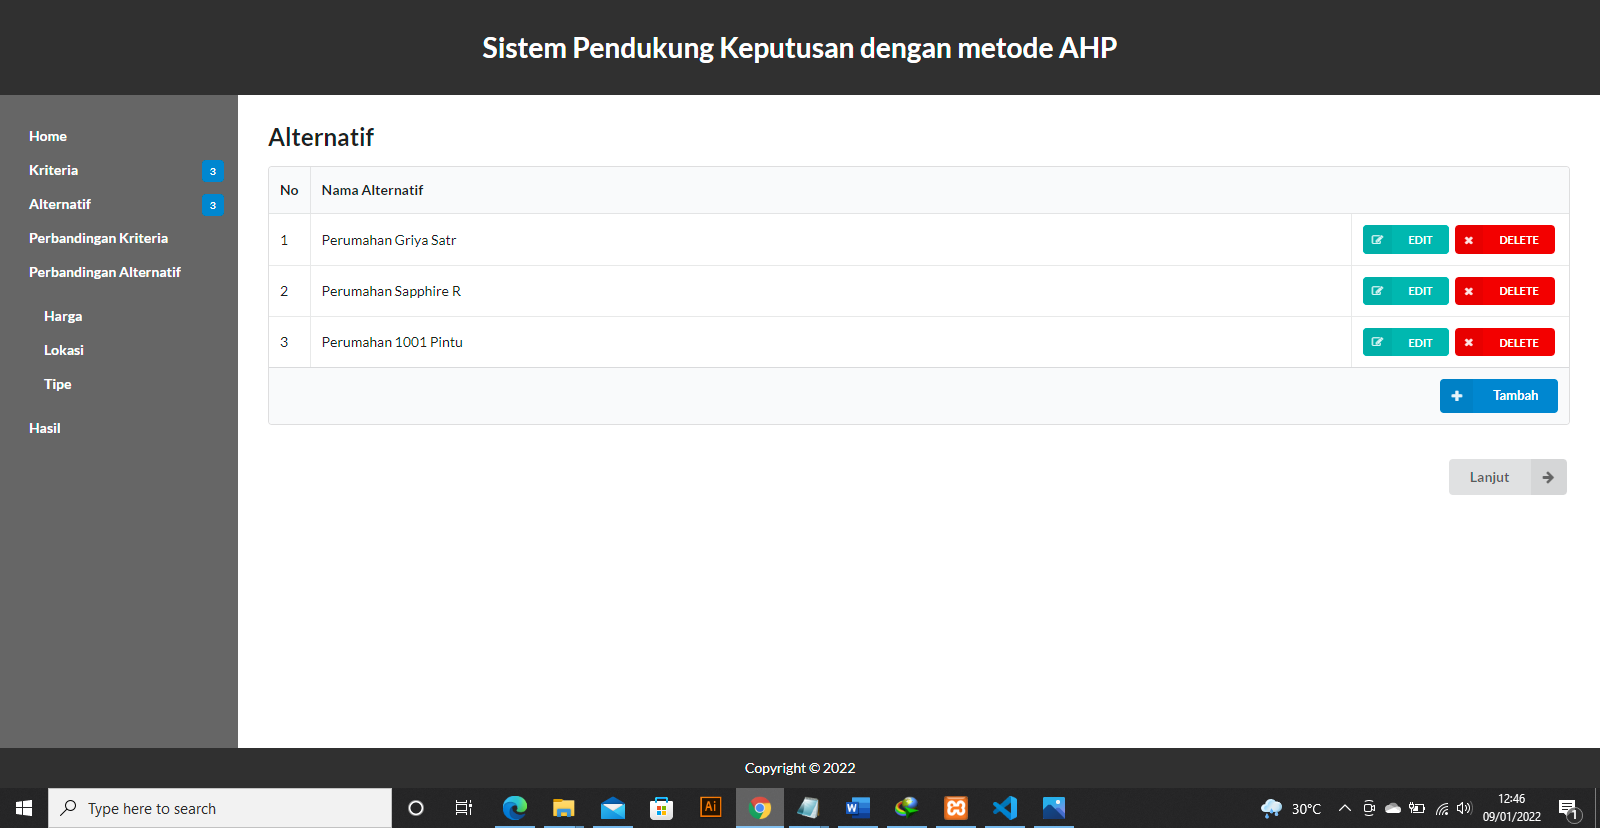 Sistem Pendukung Keputusan dengan metode AHP
Home
Kriteria 3
Alternatif 3
Perbandingan Kriteria
Perbandingan Alternatif
Harga
Lokasi
Tipe
Hasil
Alternatif
No Nama Alternatif
1 Perumahan Griya Satr EDIT DELETE
2 Perumahan Sapphire R EDIT DELETE
3 Perumahan 1001 Pintu EDIT DELETE
Tambah
Lanjut
Copyright © 2022
Type here to search
Ai
W
30°C
12:46
09/01/2022
1